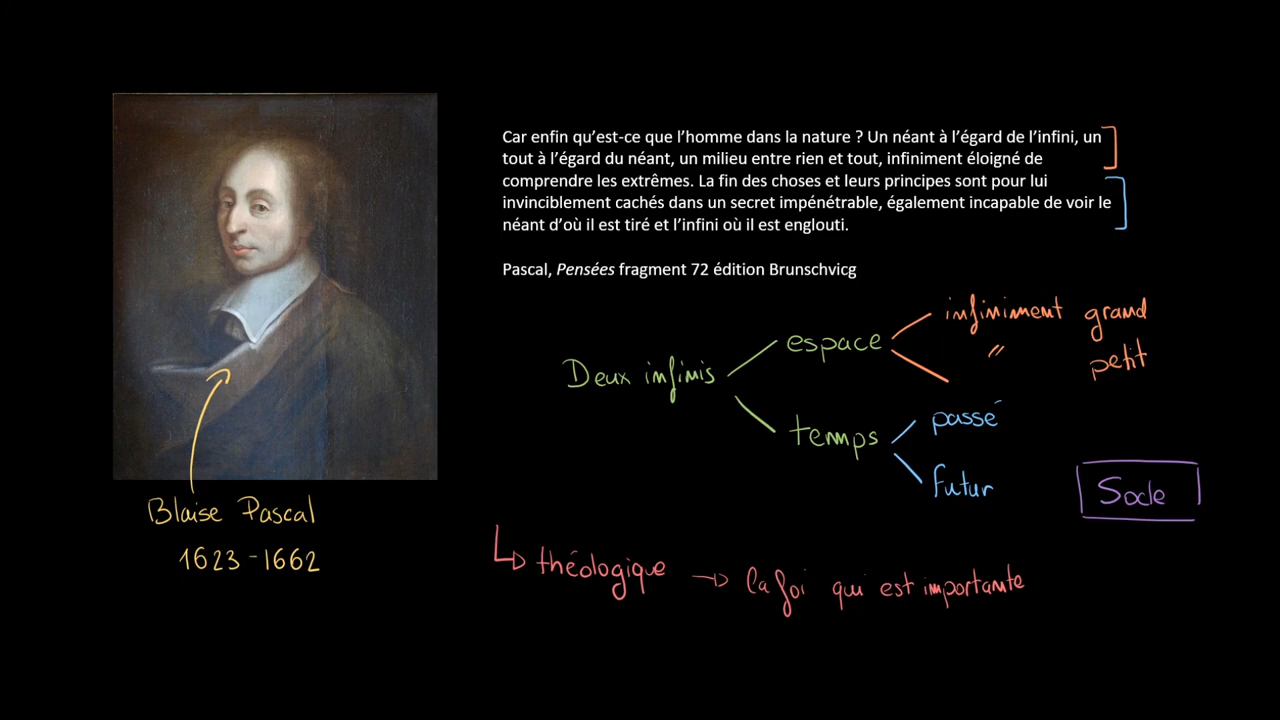 Car enfin qu'est-ce que l'homme dans la nature ? Un néant à l'égard de l'infini, un
tout à l'égard du néant, un milieu entre rien et tout, infiniment éloigné de
comprendre les extrêmes. La fin des choses et leurs principes sont pour lui
invinciblement cachés dans un secret impénétrable, également incapable de voir le
néant d'où il est tiré et l'infini où il est englouti.
Pascal, Pensées fragment 72 édition Brunschvicg
infiniment grand
espace
" petit
Deux infinis
temps
passé
futur
Socle
Blaise Pascal
1623-1662
théologique → la foi qui est importante